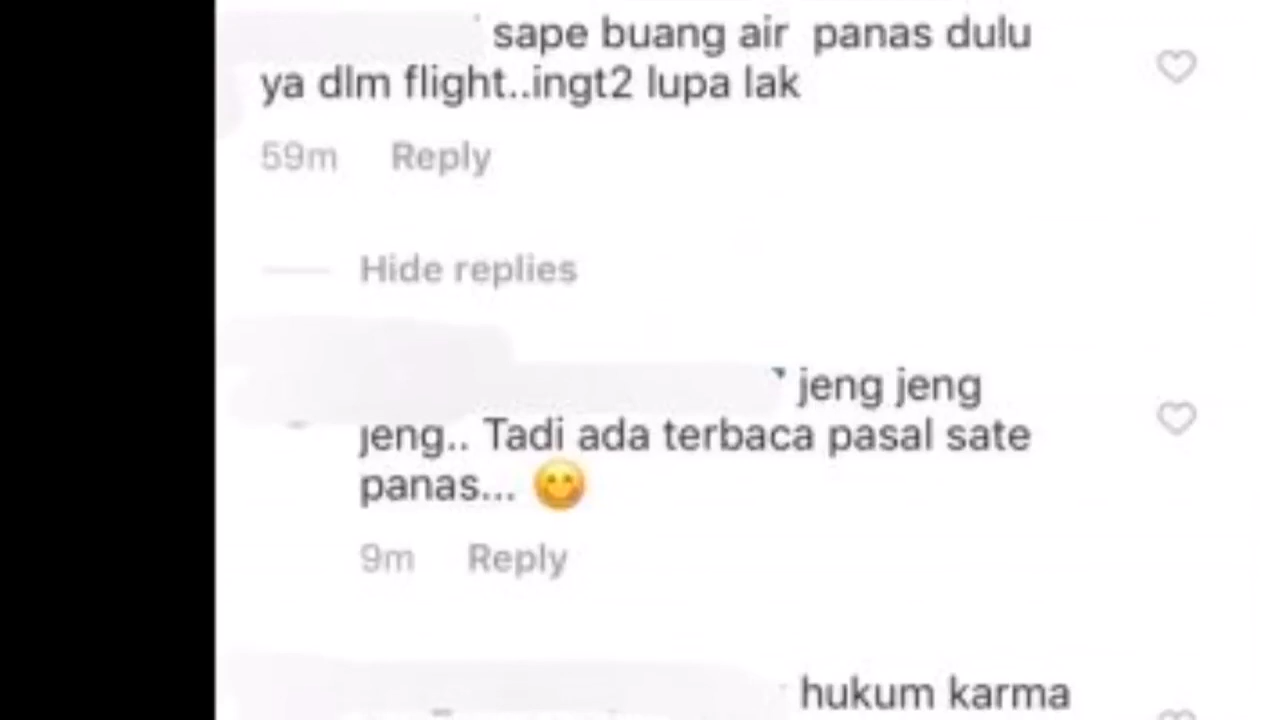 sape buang air panas dulu
ya dlm flight..ingt2 lupa lak
59m Reply
Hide replies
jeng jeng
jeng.. Tadi ada terbaca pasal sate
panas... 😋
9m Reply
hukum karma